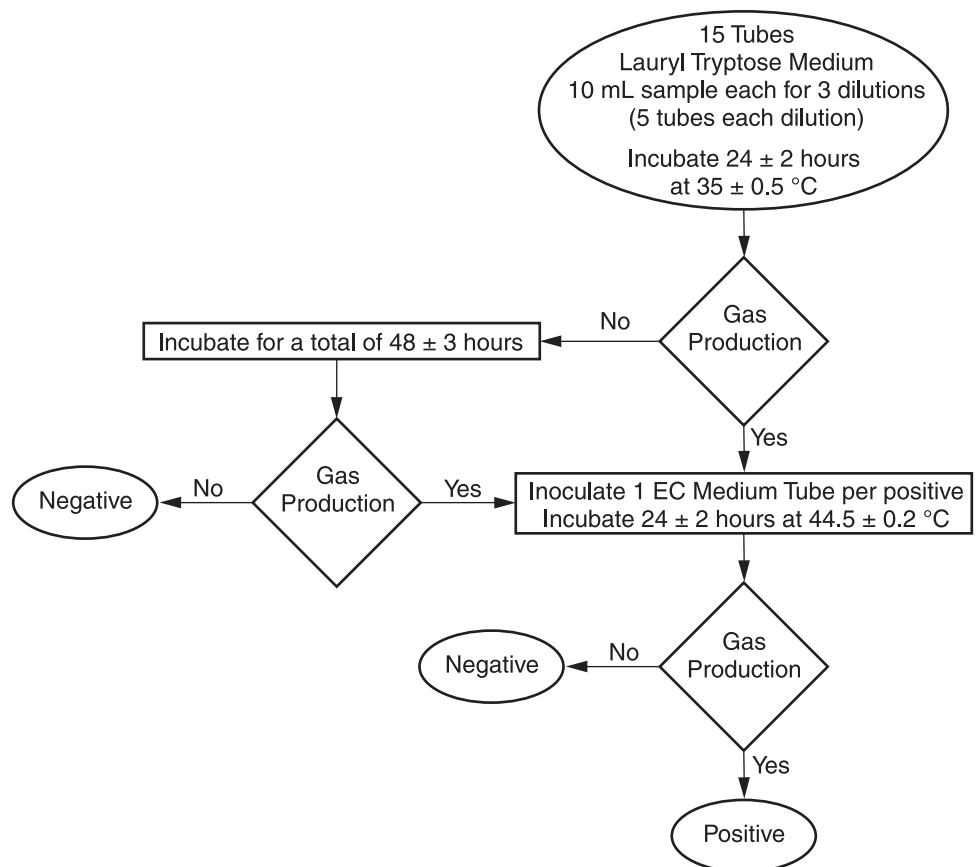 15 Tubes
Lauryl Tryptose Medium
10 mL sample each for 3 dilutions
(5 tubes each dilution)
Incubate 24 ± 2 hours
at 35 ± 0.5 °C
Gas
Production
No
Incubate for a total of 48 ± 3 hours
Yes
Gas
Production
No
Negative
Yes
Inoculate 1 EC Medium Tube per positive
Incubate 24 ± 2 hours at 44.5 ± 0.2 °C
Gas
Production
No
Negative
Yes
Positive